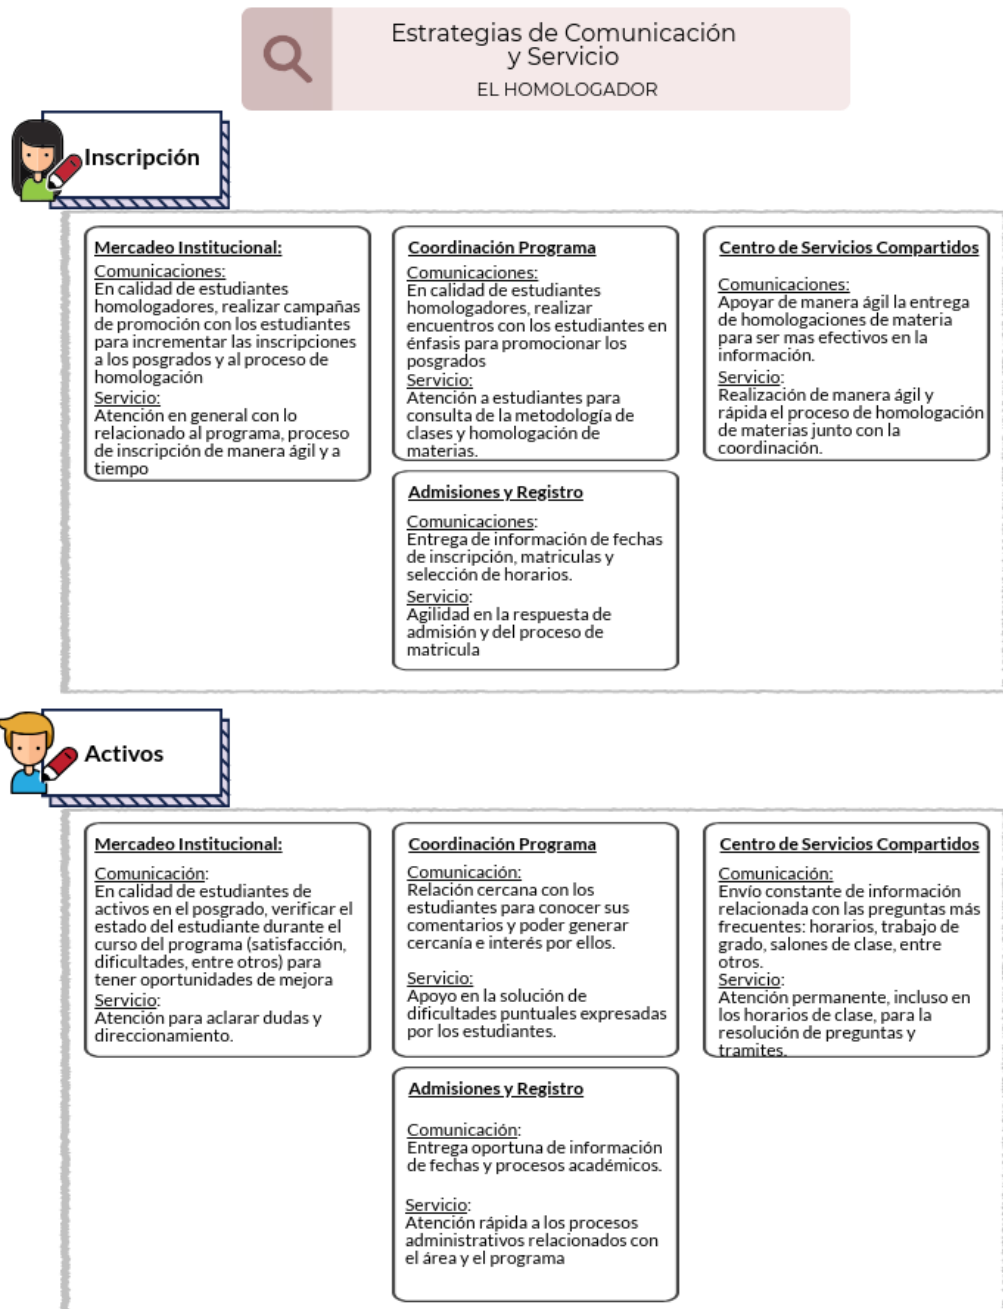 Estrategias de Comunicación
y Servicio
EL HOMOLOGADOR
Inscripción
Mercadeo Institucional:
Comunicaciones:
En calidad de estudiantes
homologadores, realizar campañas
de promoción con los estudiantes
para incrementar las inscripciones
a los posgrados y al proceso de
homologación
Servicio:
Atención en general con lo
relacionado al programa, proceso
de inscripción de manera ágil y a
tiempo
Coordinación Programa
Comunicaciones:
En calidad de estudiantes
homologadores, realizar
encuentros con los estudiantes en
énfasis para promocionar los
posgrados
Servicio:
Atención a estudiantes para
consulta de la metodología de
clases y homologación de
materias.
Centro de Servicios Compartidos
Comunicaciones:
Apoyar de manera ágil la entrega
de homologaciones de materia
para ser mas efectivos en la
información.
Servicio:
Realización de manera ágil y
rápida el proceso de homologación
de materias junto con la
coordinación.
Admisiones y Registro
Comunicaciones:
Entrega de información de fechas
de inscripción, matriculas y
selección de horarios.
Servicio:
Agilidad en la respuesta de
admisión y del proceso de
matricula
Activos
Mercadeo Institucional:
Comunicación:
En calidad de estudiantes de
activos en el posgrado, verificar el
estado del estudiante durante el
curso del programa (satisfacción,
dificultades, entre otros) para
tener oportunidades de mejora
Servicio:
Atención para aclarar dudas y
direccionamiento.
Coordinación Programa
Comunicación:
Relación cercana con los
estudiantes para conocer sus
comentarios y poder generar
cercanía e interés por ellos.
Servicio:
Apoyo en la solución de
dificultades puntuales expresadas
por los estudiantes.
Centro de Servicios Compartidos
Comunicación:
Envío constante de información
relacionada con las preguntas más
frecuentes: horarios, trabajo de
grado, salones de clase, entre
otros.
Servicio:
Atención permanente, incluso en
los horarios de clase, para la
resolución de preguntas y
tramites.
Admisiones y Registro
Comunicación:
Entrega oportuna de información
de fechas y procesos académicos.
Servicio:
Atención rápida a los procesos
administrativos relacionados con
el área y el programa